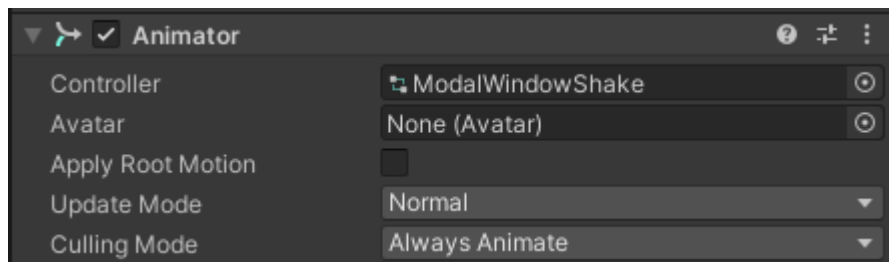 Animator
Controller ModalWindowShake
Avatar None (Avatar)
Apply Root Motion
Update Mode Normal
Culling Mode Always Animate